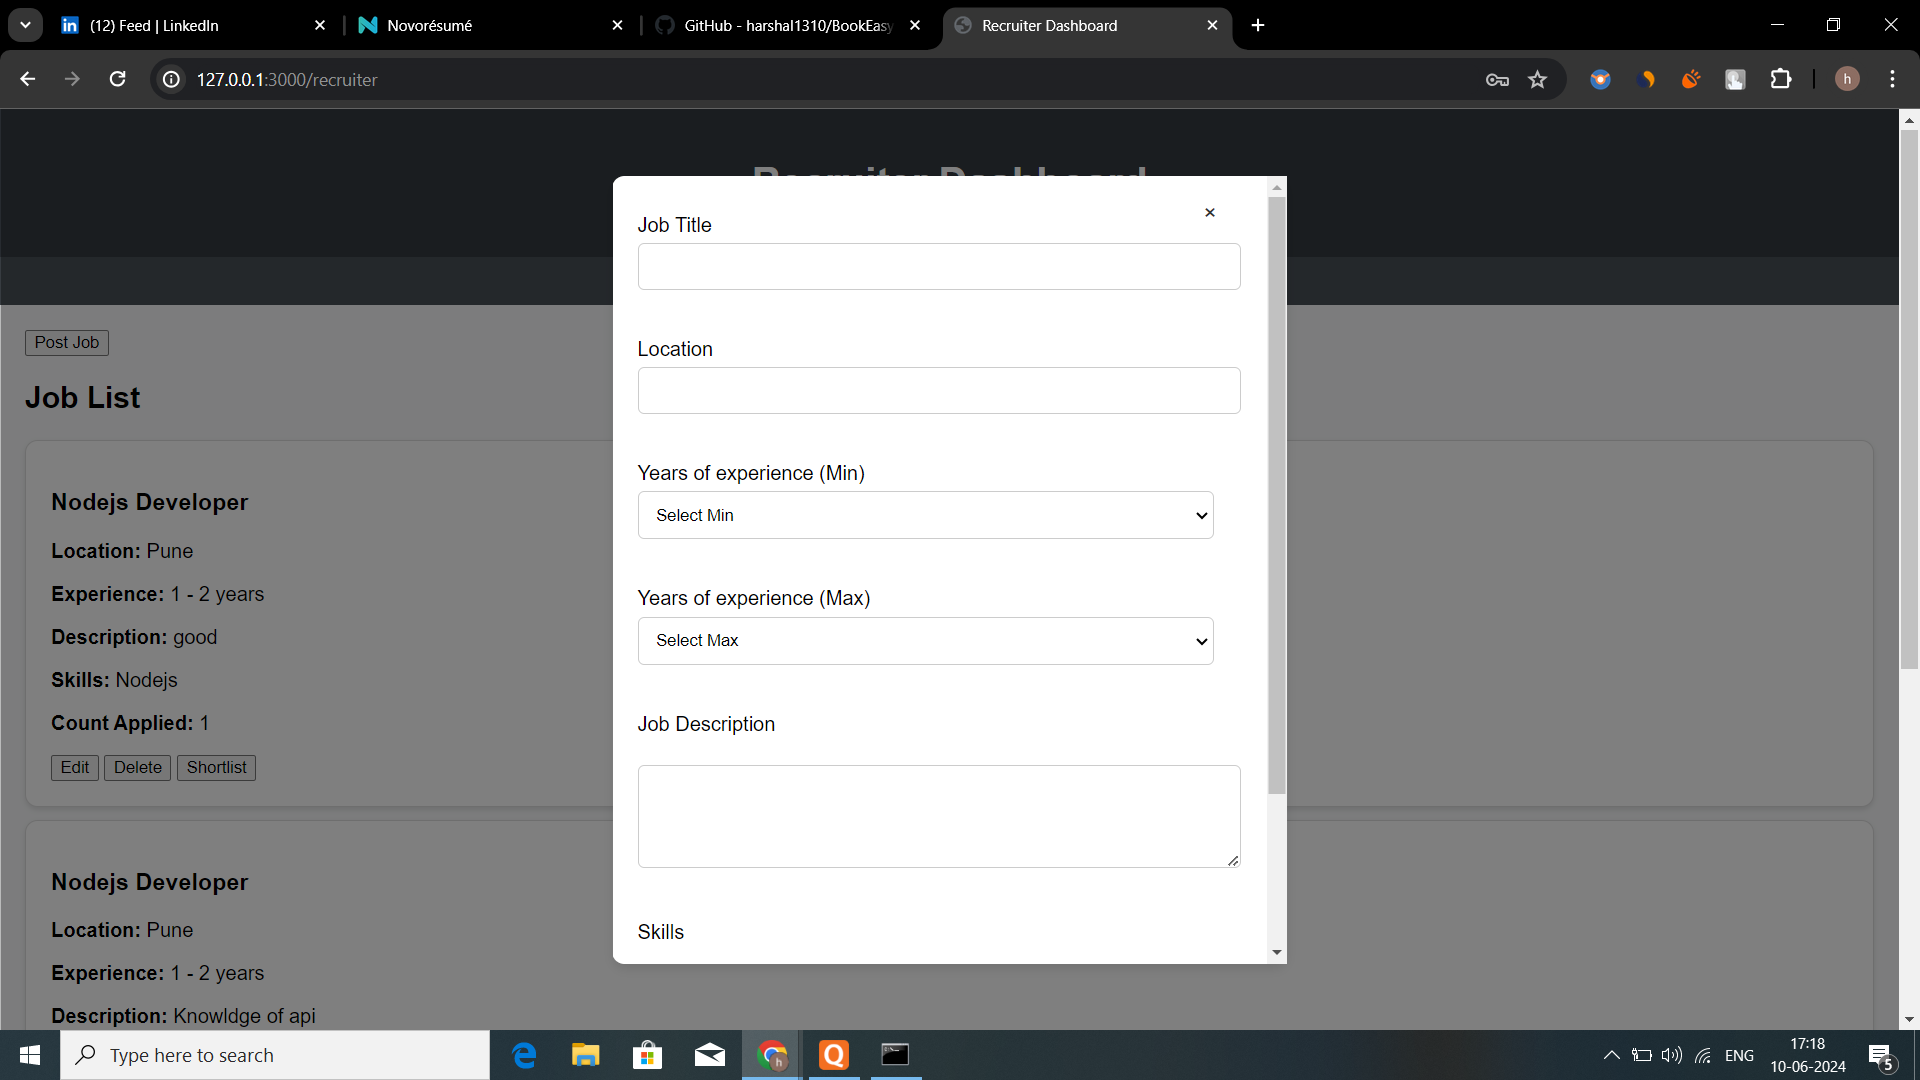 (12) Feed | LinkedIn
Novorésumé
GitHub - harshal1310/BookEasy
Recruiter Dashboard
127.0.0.1:3000/recruiter
h
Recruiter Dashboard
Post Job
Job List
Nodejs Developer
Location: Pune
Experience: 1 - 2 years
Description: good
Skills: Nodejs
Count Applied: 1
Edit Delete Shortlist
Nodejs Developer
Location: Pune
Experience: 1 - 2 years
Description: Knowldge of api
×
Job Title
Location
Years of experience (Min)
Select Min
Years of experience (Max)
Select Max
Job Description
Skills
Type here to search
ENG
17:18
10-06-2024
5